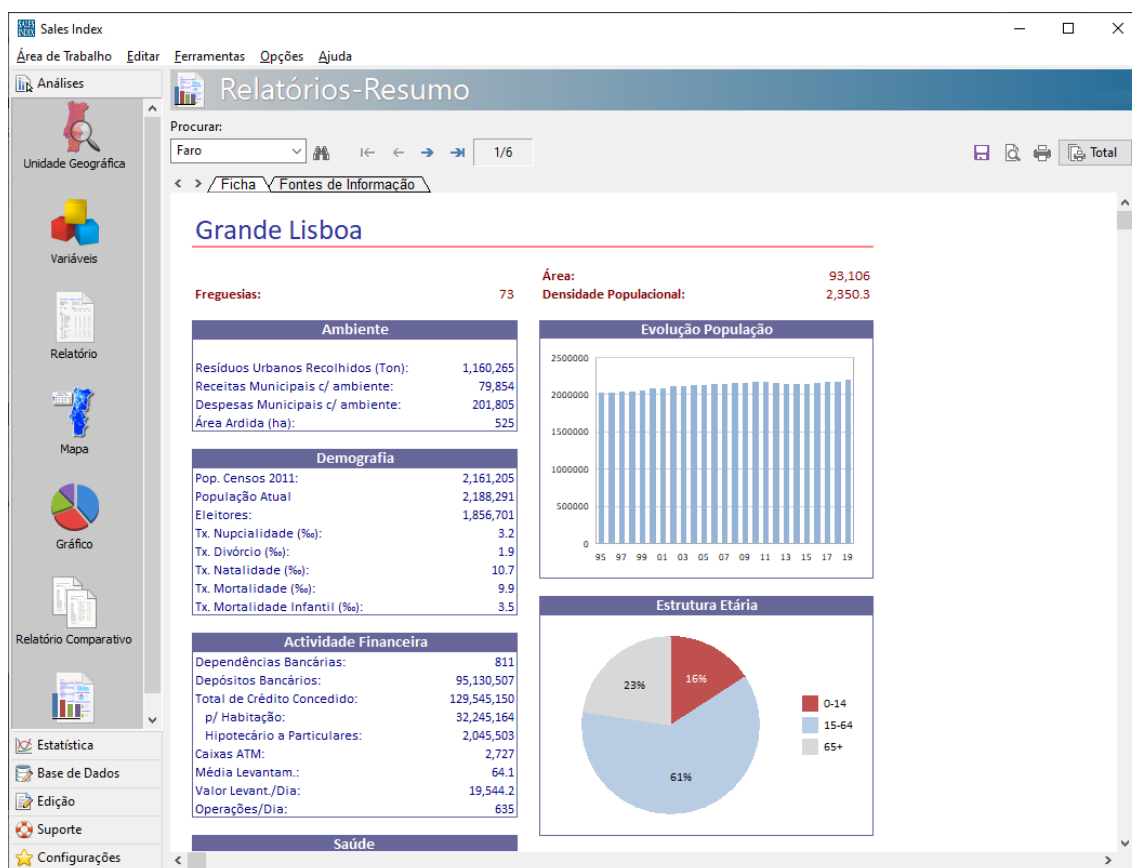 SALES INDEX
Sales Index
Área de Trabalho Editar Ferramentas Opções Ajuda
Análises
Unidade Geográfica
Variáveis
Relatório
Mapa
Gráfico
Relatório Comparativo
Estatística
Base de Dados
Edição
Suporte
Configurações
Relatórios-Resumo
Procurar:
Faro 1/6 Total
Ficha Fontes de Informação
Grande Lisboa
Área: 93,106
Freguesias: 73 Densidade Populacional: 2,350.3
Ambiente
Resíduos Urbanos Recolhidos (Ton): 1,160,265
Receitas Municipais c/ ambiente: 79,854
Despesas Municipais c/ ambiente: 201,805
Área Ardida (ha): 525
Demografia
Pop. Censos 2011: 2,161,205
População Atual 2,188,291
Eleitores: 1,856,701
Tx. Nupcialidade (‰): 3.2
Tx. Divórcio (‰): 1.9
Tx. Natalidade (‰): 10.7
Tx. Mortalidade (‰): 9.9
Tx. Mortalidade Infantil (‰): 3.5
Actividade Financeira
Dependências Bancárias: 811
Depósitos Bancários: 95,130,507
Total de Crédito Concedido: 129,545,150
p/ Habitação: 32,245,164
Hipotecário a Particulares: 2,045,503
Caixas ATM: 2,727
Média Levantam.: 64.1
Valor Levant./Dia: 19,544.2
Operações/Dia: 635
Saúde
Evolução População
2500000
2000000
1500000
1000000
500000
0
95 97 99 01 03 05 07 09 11 13 15 17 19
Estrutura Etária
16%
23%
61%
0-14
15-64
65+